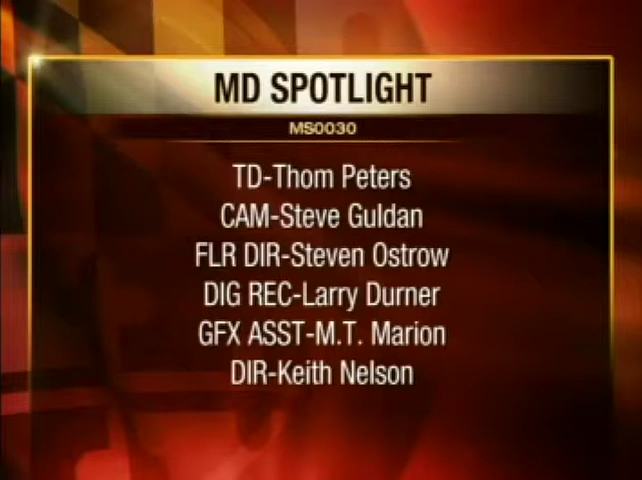 MD SPOTLIGHT
MS0030
TD-Thom Peters
CAM-Steve Guldan
FLR DIR-Steven Ostrow
DIG REC-Larry Durner
GFX ASST-M.T. Marion
DIR-Keith Nelson